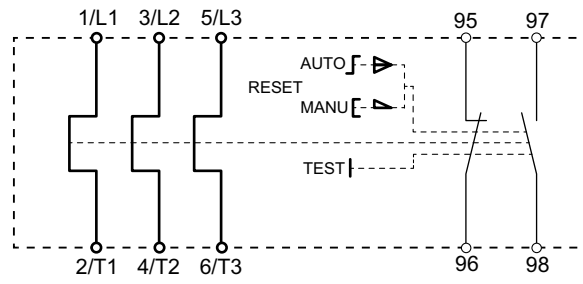 1/L1 3/L2 5/L3 95 97
AUTO
RESET
MANU
TEST
2/T1 4/T2 6/T3 96 98